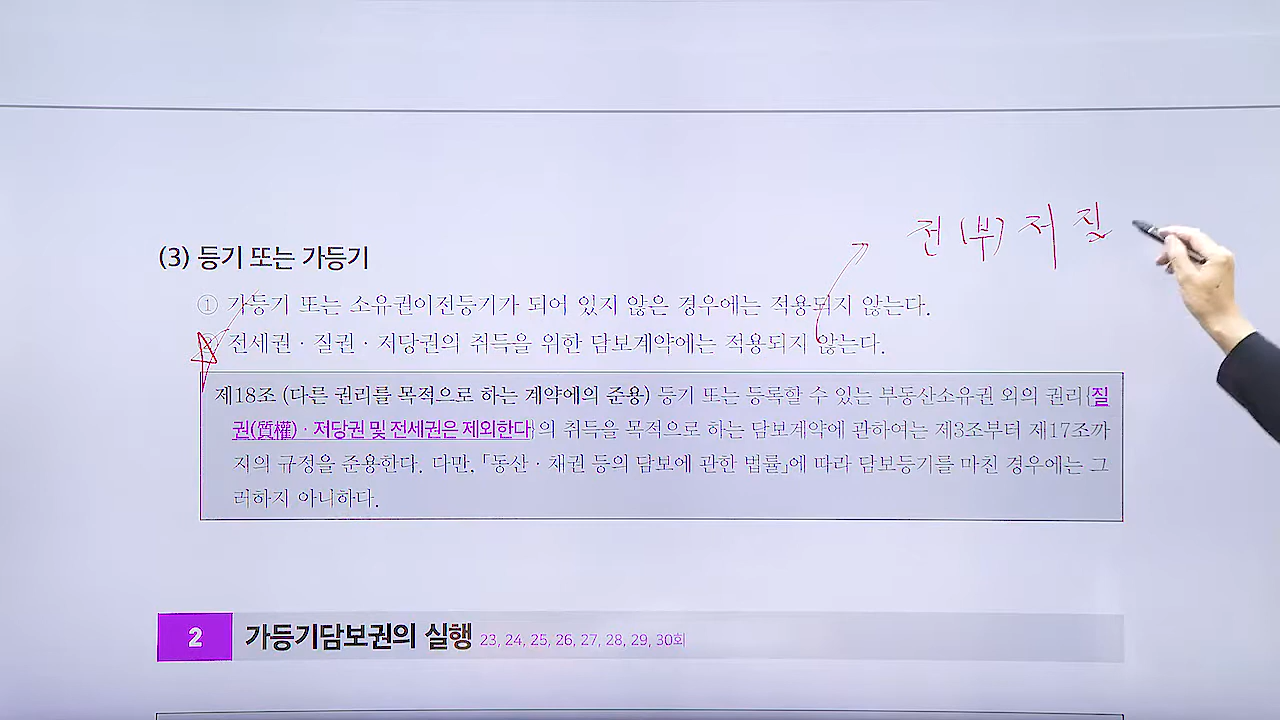 전 (부) 저 질
(3) 등기 또는 가등기
① 가등기 또는 소유권이전등기가 되어 있지 않은 경우에는 적용되지 않는다.
② 전세권 · 질권 · 저당권의 취득을 위한 담보계약에는 적용되지 않는다.
제18조 (다른 권리를 목적으로 하는 계약에의 준용) 등기 또는 등록할 수 있는 부동산소유권 외의 권리{질
권(質權) · 저당권 및 전세권은 제외한다}의 취득을 목적으로 하는 담보계약에 관하여는 제3조부터 제17조까
지의 규정을 준용한다. 다만, 「동산 · 채권 등의 담보에 관한 법률」에 따라 담보등기를 마친 경우에는 그
러하지 아니하다.
2 가등기담보권의 실행 23, 24, 25, 26, 27, 28, 29, 30회